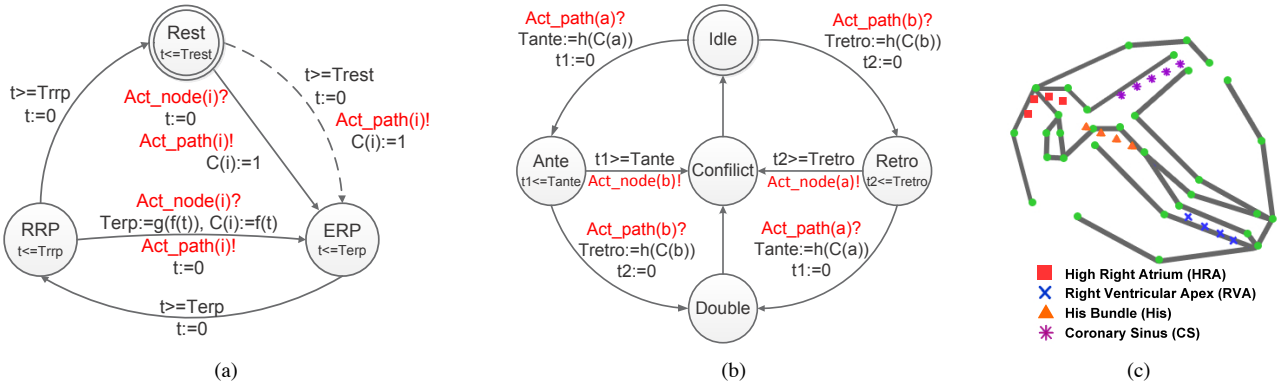 Rest
t<=Trest
t>=Trrp
t:=0
Act_node(i)?
t:=0
Act_path(i)!
C(i):=1
t>=Trest
t:=0
Act_path(i)!
C(i):=1
RRP
t<=Trrp
Act_node(i)?
Terp:=g(f(t)), C(i):=f(t)
Act_path(i)!
t:=0
ERP
t<=Terp
t>=Terp
t:=0
(a)
Act_path(a)?
Tante:=h(C(a))
t1:=0
Idle
Act_path(b)?
Tretro:=h(C(b))
t2:=0
Ante
t1<=Tante
t1>=Tante
Act_node(b)!
Confilict
t2>=Tretro
Act_node(a)!
Retro
t2<=Tretro
Act_path(b)?
Tretro:=h(C(b))
t2:=0
Act_path(a)?
Tante:=h(C(a))
t1:=0
Double
(b)
High Right Atrium (HRA)
Right Ventricular Apex (RVA)
His Bundle (His)
Coronary Sinus (CS)
(c)